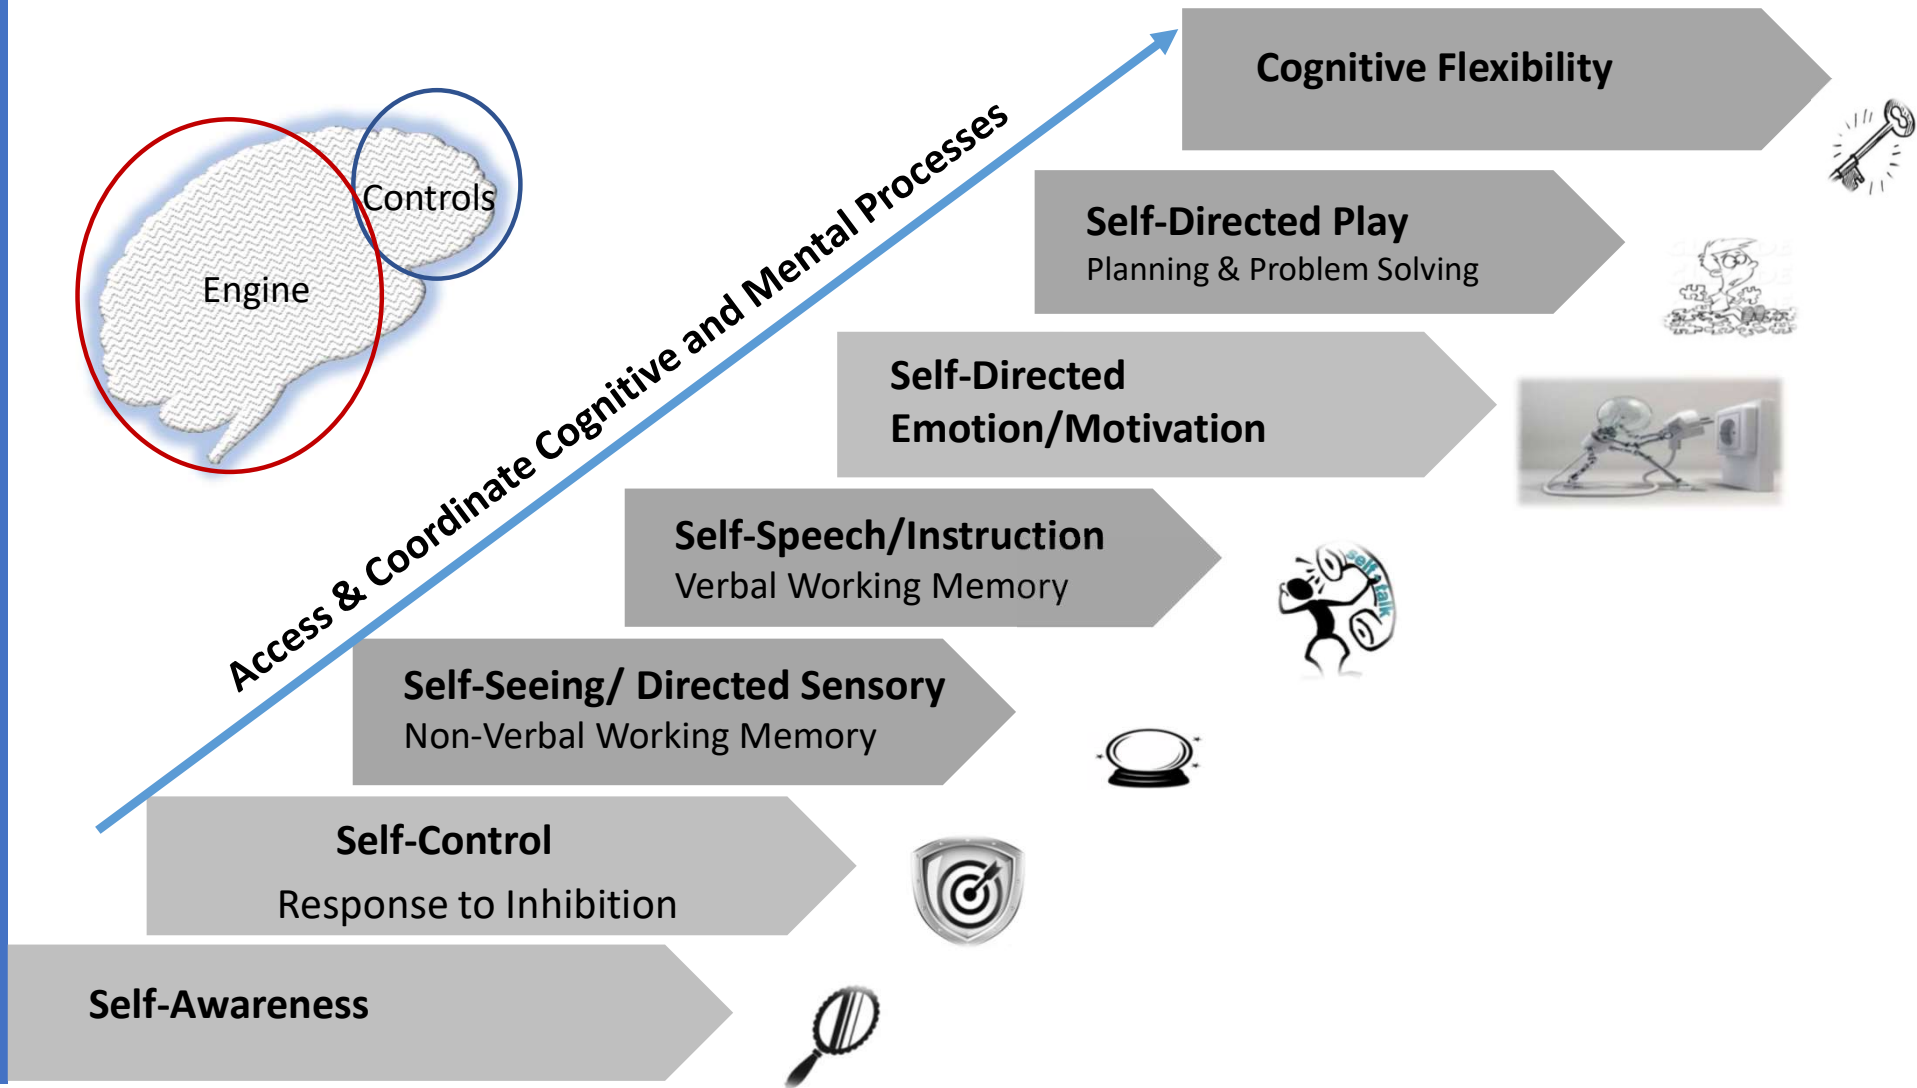 Cognitive Flexibility
Controls
Engine
Access & Coordinate Cognitive and Mental Processes
Self-Directed Play
Planning & Problem Solving
Self-Directed
Emotion/Motivation
Self-Speech/Instruction
Verbal Working Memory
self-talk
Self-Seeing/ Directed Sensory
Non-Verbal Working Memory
Self-Control
Response to Inhibition
Self-Awareness